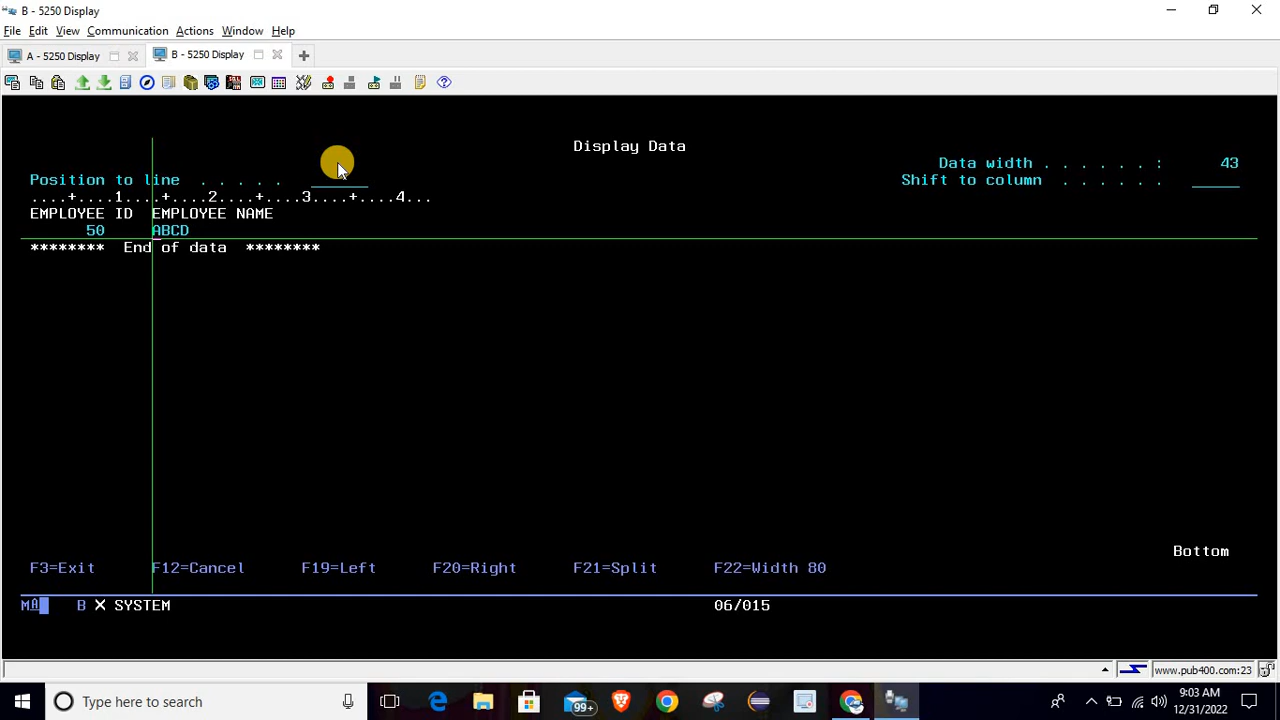 B - 5250 Display
File Edit View Communication Actions Window Help
A - 5250 Display B - 5250 Display
Display Data
Data width . . . . . . : 43
Position to line . . . . . Shift to column . . . . . .
....+....1....+....2....+....3....+....4...
EMPLOYEE ID EMPLOYEE NAME
50 ABCD
******** End of data ********
Bottom
F3=Exit F12=Cancel F19=Left F20=Right F21=Split F22=Width 80
MA B X SYSTEM 06/015
www.pub400.com:23
Type here to search
99+
9:03 AM
12/31/2022